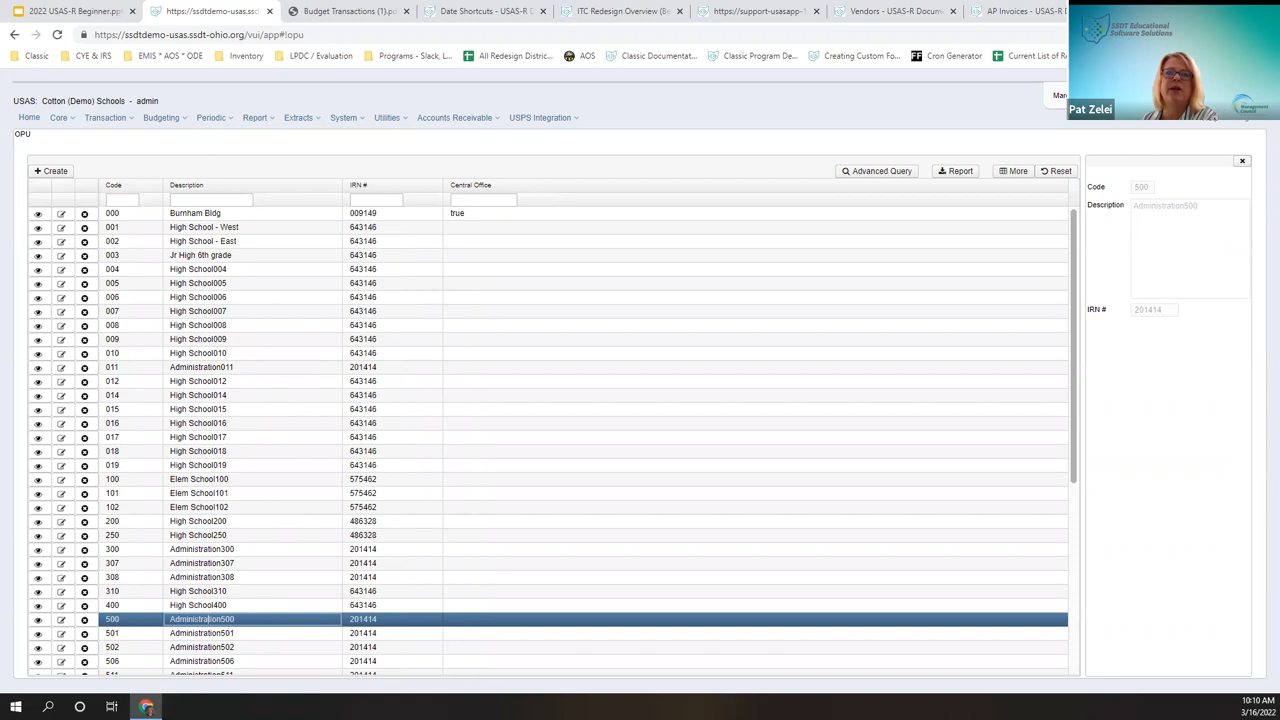 2022 USAS-R Beginner.pp
https://ssdtdemo-usas.ssd
Budget Transactions (1).p
Date Shortcuts - USAS-R D
ITC Redesign Overview (B
https://support-usasapp-
Vendors - USAS-R Docum
AP Invoices - USAS-R D
https://ssdtdemo-usas.ssdt-ohio.org/vui/app#!opu
Classic
CYE & IRS
EMIS * AOS * ODE
Inventory
LPDC / Evaluation
Programs - Slack, L...
All Redesign District...
AOS
Classic Documentat...
Classic Program De...
Creating Custom Fo...
Cron Generator
Current List of R
SSDT Educational
Software Solutions
Management
Council
Pat Zelei
USAS: Cotton (Demo) Schools - admin
Mar
Home
Core
Transaction
Budgeting
Periodic
Report
Extracts
System
Utilities
Accounts Receivable
USPS Integration
OPU
Create
Advanced Query
Report
More
Reset
Code Description IRN # Central Office
000 Burnham Bldg 009149 true
001 High School - West 643146
002 High School - East 643146
003 Jr High 6th grade 643146
004 High School004 643146
005 High School005 643146
006 High School006 643146
007 High School007 643146
008 High School008 643146
009 High School009 643146
010 High School010 643146
011 Administration011 201414
012 High School012 643146
014 High School014 643146
015 High School015 643146
016 High School016 643146
017 High School017 643146
018 High School018 643146
019 High School019 643146
100 Elem School100 575462
101 Elem School101 575462
102 Elem School102 575462
200 High School200 486328
250 High School250 486328
300 Administration300 201414
307 Administration307 201414
308 Administration308 201414
310 High School310 643146
400 High School400 643146
500 Administration500 201414
501 Administration501 201414
502 Administration502 201414
506 Administration506 201414
511 Administration511 201414
Code 500
Description Administration500
IRN # 201414
10:10 AM
3/16/2022